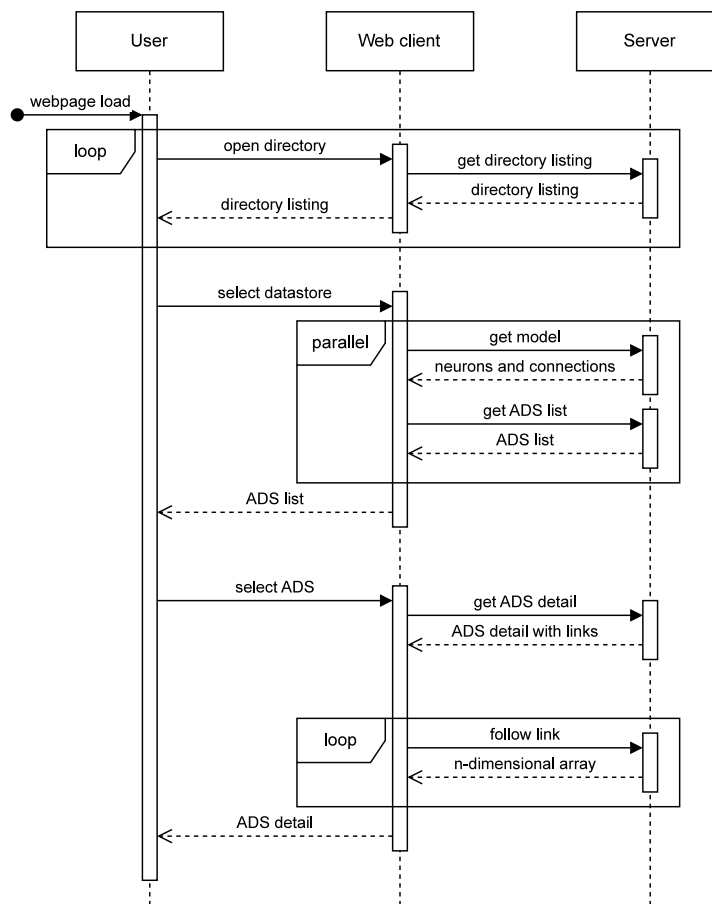 User
Web client
Server
webpage load
loop
open directory
get directory listing
directory listing
directory listing
select datastore
parallel
get model
neurons and connections
get ADS list
ADS list
ADS list
select ADS
get ADS detail
ADS detail with links
loop
follow link
n-dimensional array
ADS detail